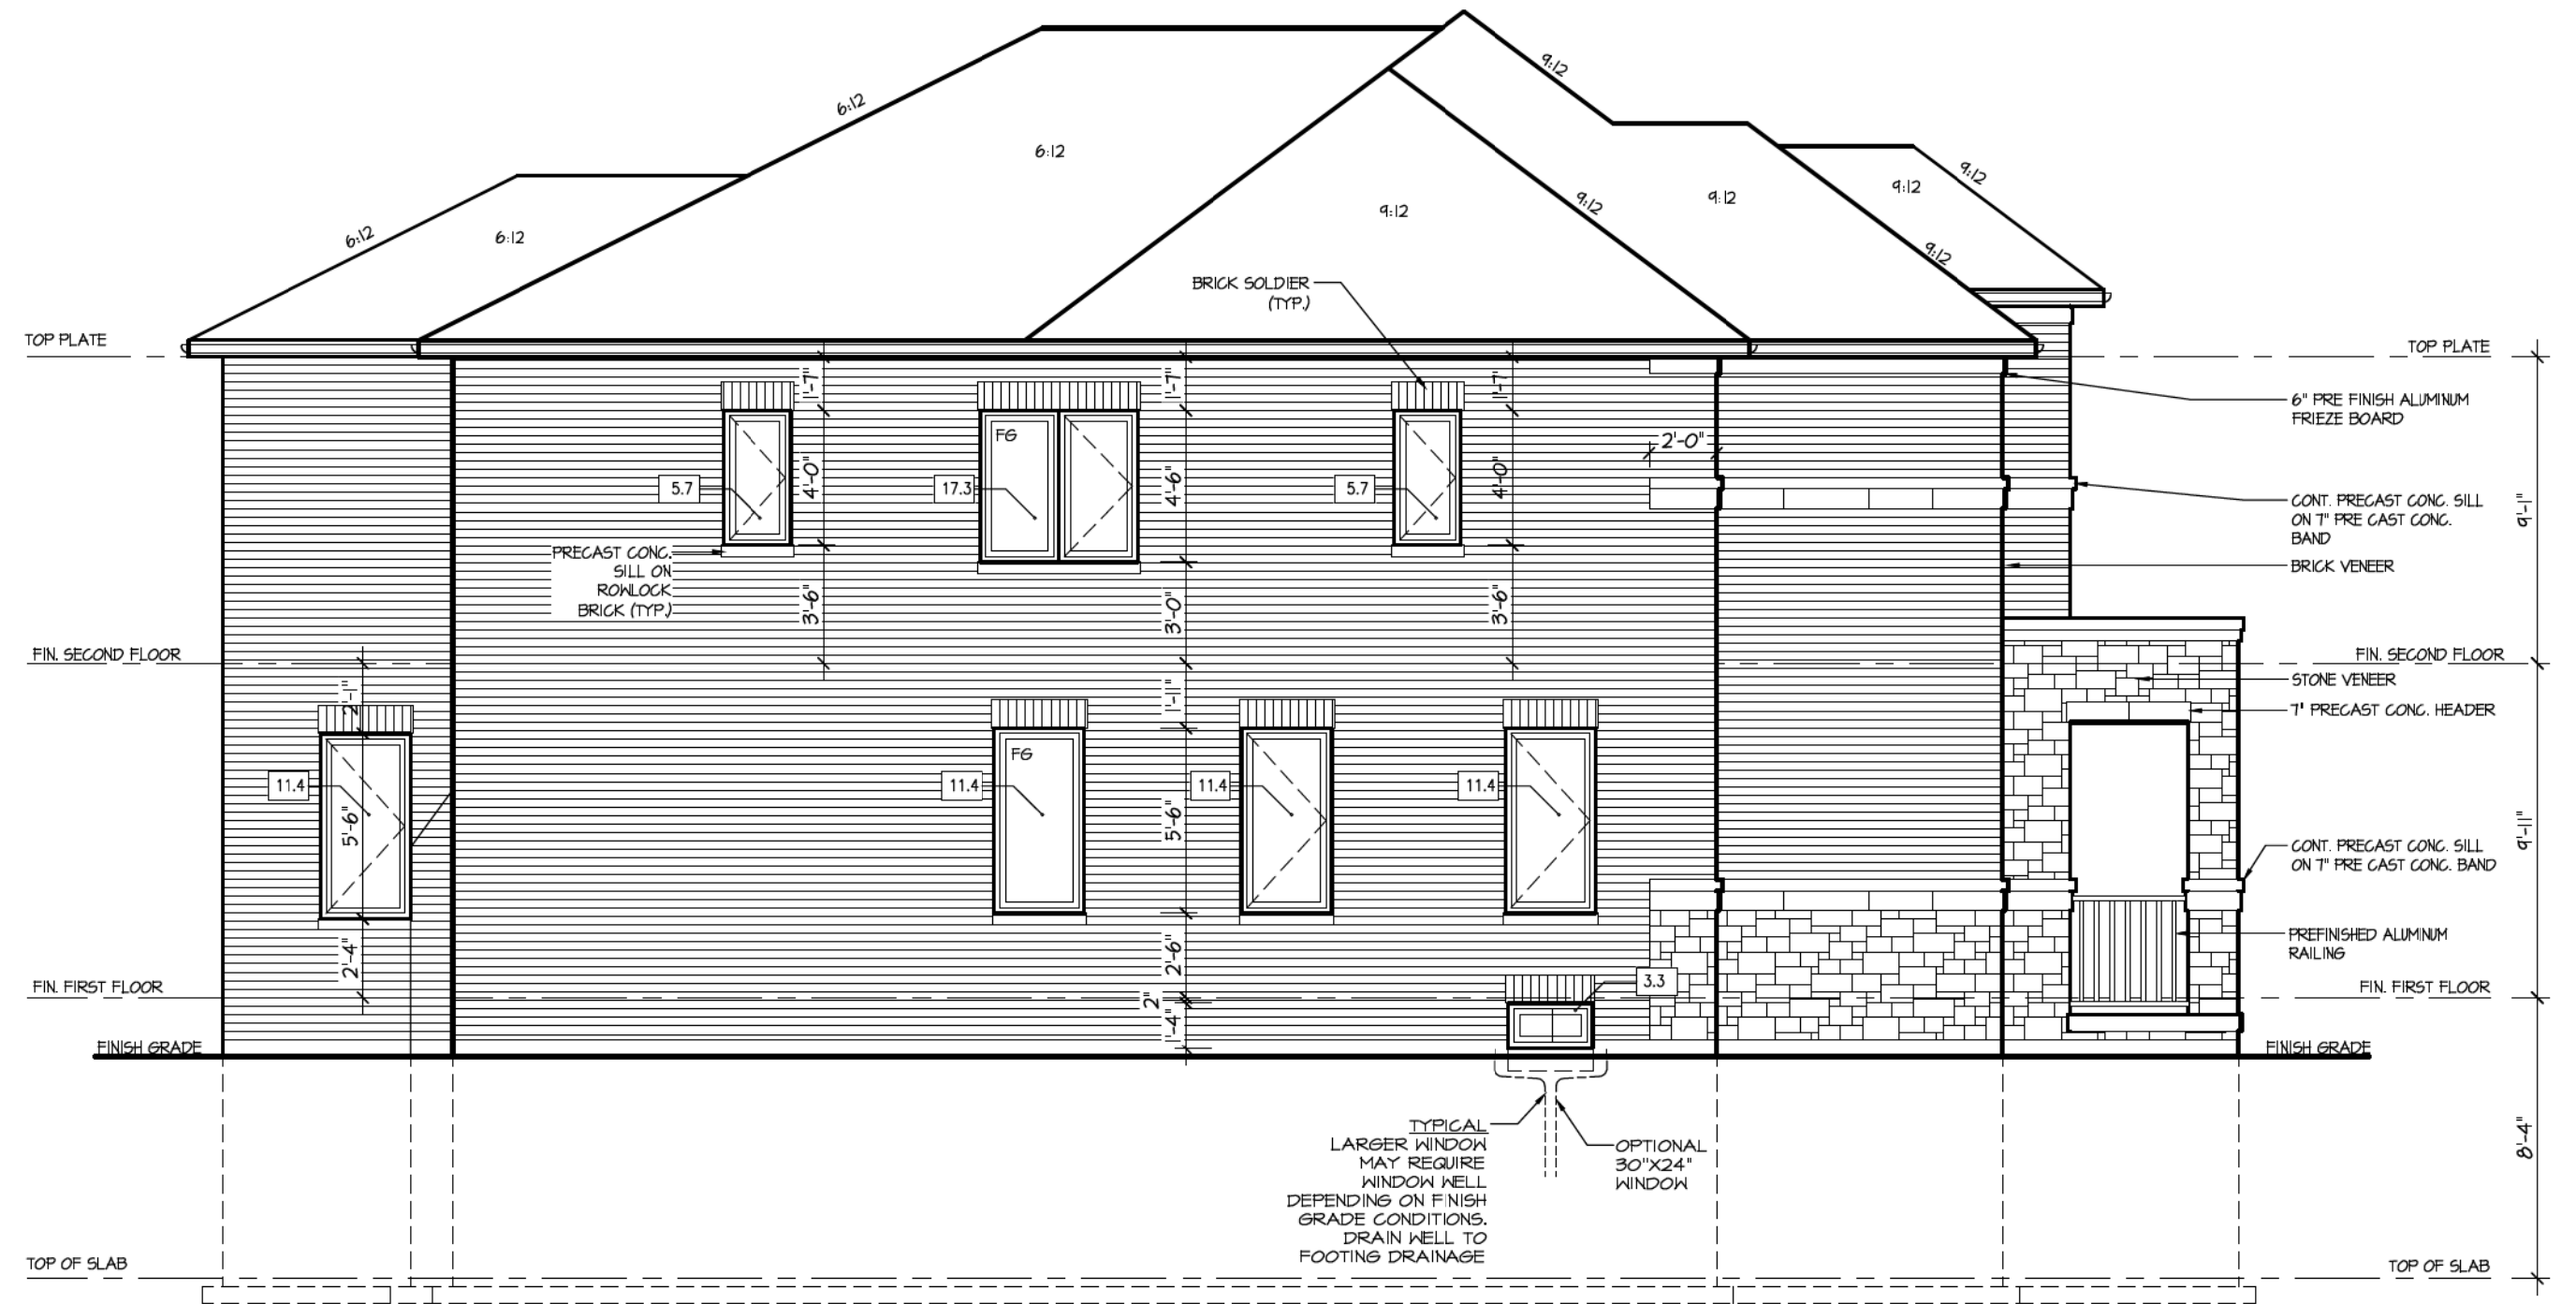 9:12
6:12
6:12
9:12
9:12
9:12
9:12
9:12
9:12
6:12
6:12
9:12
BRICK SOLDIER
(TYP.)
TOP PLATE
TOP PLATE
1'-7"
1'-7"
1'-7"
6" PRE FINISH ALUMINUM
FRIEZE BOARD
FG
2'-0"
5.7
4'-0"
17.3
4'-6"
5.7
4'-0"
CONT. PRECAST CONC. SILL
ON 7" PRE CAST CONC.
BAND
9'-1"
PRECAST CONC.
SILL ON
ROWLOCK
BRICK (TYP.)
BRICK VENEER
3'-6"
3'-0"
3'-6"
FIN. SECOND FLOOR
FIN. SECOND FLOOR
STONE VENEER
2'-1"
1'-11"
7" PRECAST CONC. HEADER
FG
11.4
11.4
11.4
11.4
5'-6"
5'-6"
9'-11"
CONT. PRECAST CONC. SILL
ON 7" PRE CAST CONC. BAND
2'-4"
2'-6"
PREFINISHED ALUMINUM
RAILING
3.3
FIN. FIRST FLOOR
FIN. FIRST FLOOR
2"
1'-4"
FINISH GRADE
FINISH GRADE
TYPICAL
LARGER WINDOW
MAY REQUIRE
WINDOW WELL
DEPENDING ON FINISH
GRADE CONDITIONS.
DRAIN WELL TO
FOOTING DRAINAGE
OPTIONAL
30"X24"
WINDOW
8'-4"
TOP OF SLAB
TOP OF SLAB